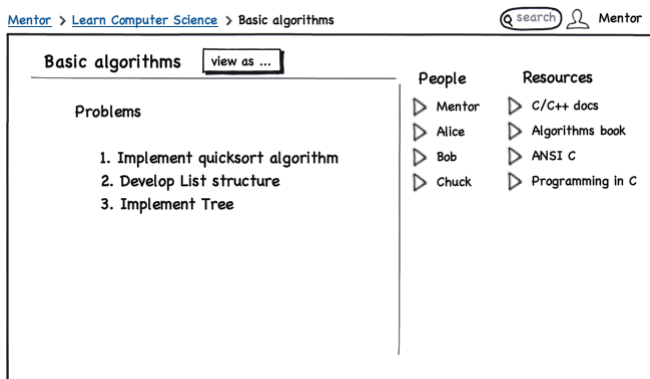 Mentor > Learn Computer Science > Basic algorithms
search
Mentor
Basic algorithms
view as ...
Problems
1. Implement quicksort algorithm
2. Develop List structure
3. Implement Tree
People
Mentor
Alice
Bob
Chuck
Resources
C/C++ docs
Algorithms book
ANSI C
Programming in C